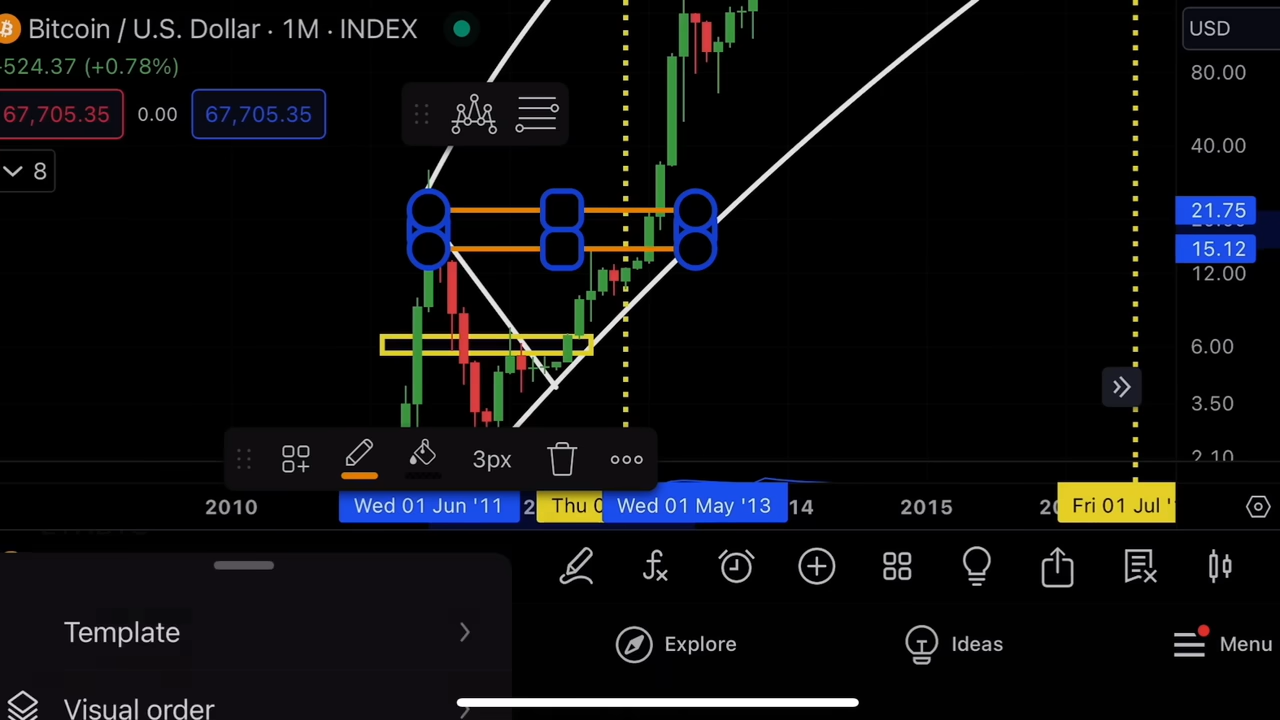 Bitcoin / U.S. Dollar · 1M · INDEX
USD
524.37 (+0.78%)
67,705.35
0.00
67,705.35
8
80.00
40.00
21.75
15.12
12.00
6.00
3.50
2.10
3px
2010
Wed 01 Jun '11
Thu 0
Wed 01 May '13
14
2015
Fri 01 Jul '
Template
Explore
Ideas
Menu
Visual order